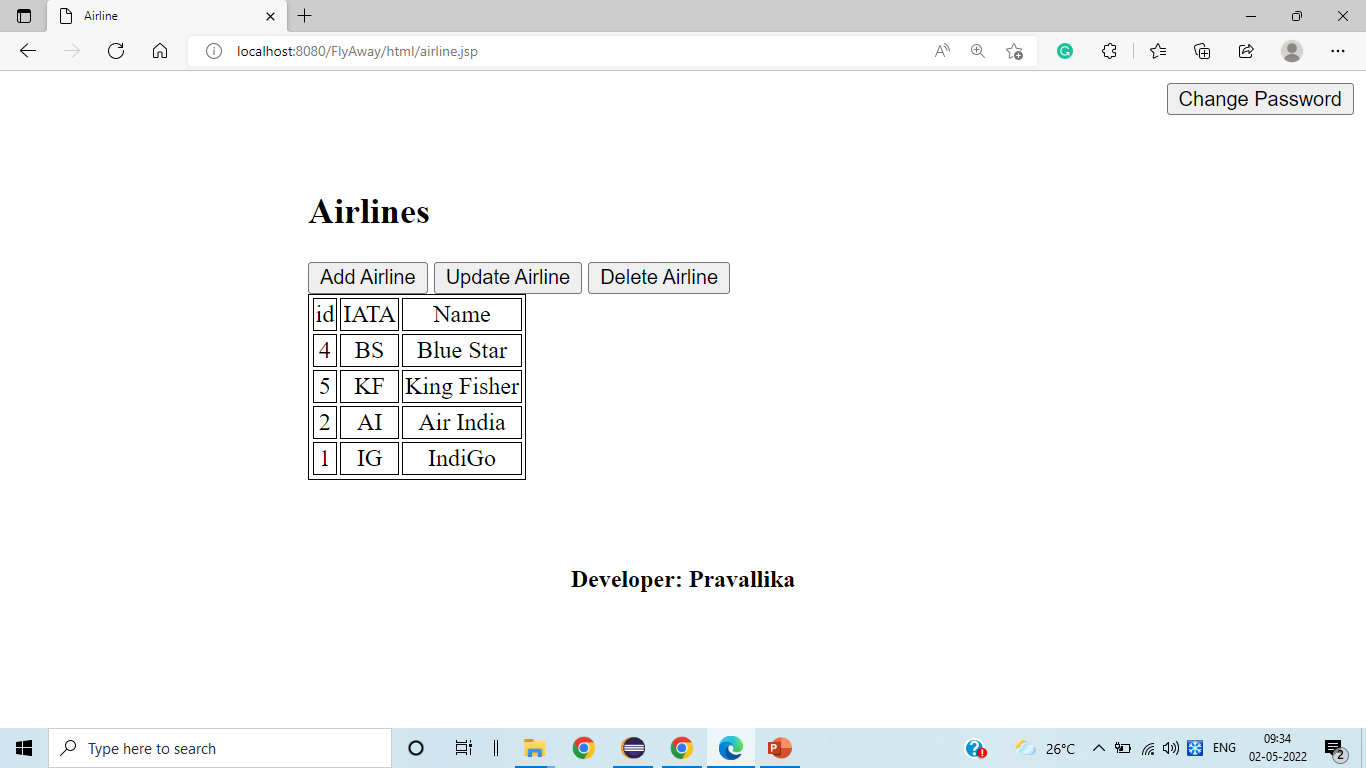 Airline
localhost:8080/FlyAway/html/airline.jsp
Change Password
Airlines
Add Airline Update Airline Delete Airline
id IATA Name
4 BS Blue Star
5 KF King Fisher
2 AI Air India
1 IG IndiGo
Developer: Pravallika
Type here to search
26°C ENG 09:34
02-05-2022 2